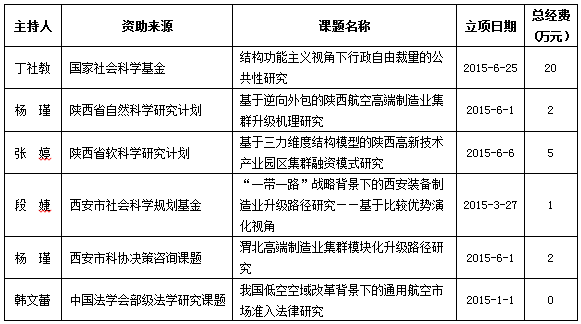 主持人 资助来源 课题名称 立项日期 总经费
(万元)
丁社教 国家社会科学基金 结构功能主义视角下行政自由裁量的公
共性研究 2015-6-25 20
杨 瑾 陕西省自然科学研究计划 基于逆向外包的陕西航空高端制造业集
群升级机理研究 2015-6-1 2
张 婷 陕西省软科学研究计划 基于三力维度结构模型的陕西高新技术
产业园区集群融资模式研究 2015-6-6 5
段 婕 西安市社会科学规划基金 “一带一路”战略背景下的西安装备制
造业升级路径研究——基于比较优势演
化视角 2015-3-27 1
杨 瑾 西安市科协决策咨询课题 渭北高端制造业集群模块化升级路径研
究 2015-6-1 2
韩文蕾 中国法学会部级法学研究课题 我国低空空域改革背景下的通用航空市
场准入法律研究 2015-1-1 0